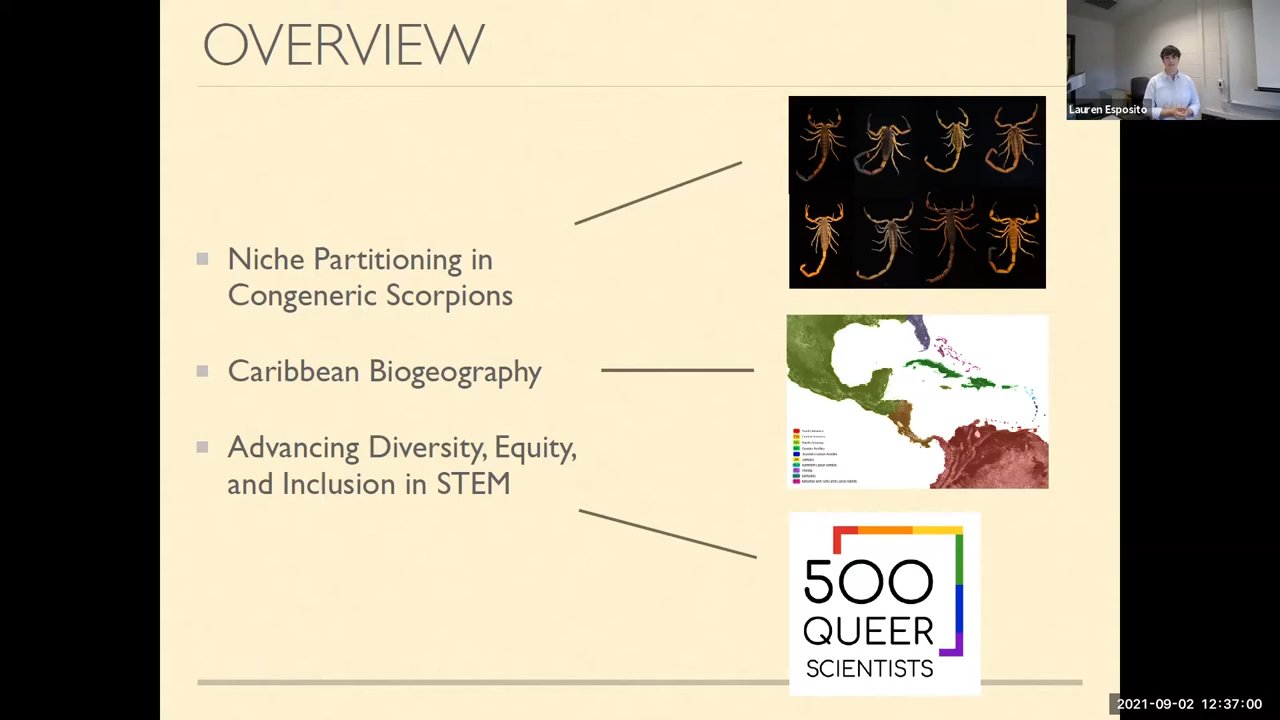 OVERVIEW
Lauren Esposito
Niche Partitioning in
Congeneric Scorpions
Caribbean Biogeography
Advancing Diversity, Equity,
and Inclusion in STEM
500
QUEER
SCIENTISTS
2021-09-02 12:37:00